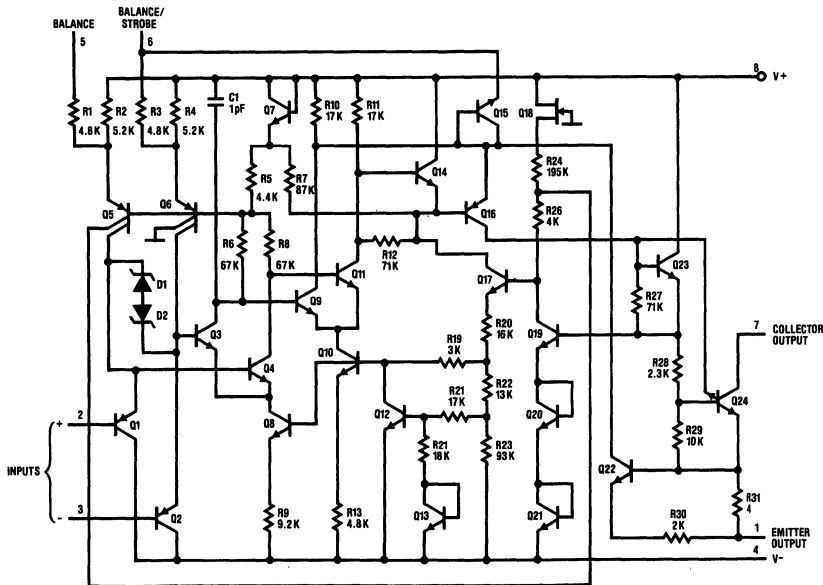 BALANCE
5
BALANCE/
STROBE
6
8
V+
R1
4.8K
R2
5.2K
R3
4.8K
R4
5.2K
C1
1pF
Q7
R10
17K
R11
17K
Q15
Q18
R5
4.4K
R7
87K
Q14
R24
195K
Q5
Q6
Q16
R26
4K
R6
67K
R8
67K
R12
71K
Q11
Q17
Q23
R27
71K
D1
D2
Q3
Q9
Q10
R20
16K
Q19
7
COLLECTOR
OUTPUT
Q4
R19
3K
R28
2.3K
R22
13K
Q24
2
+
Q1
Q8
Q12
R21
17K
Q20
R29
10K
INPUTS
R21
18K
R23
93K
Q22
3
-
Q2
R9
9.2K
R13
4.8K
Q13
Q21
R30
2K
R31
4
1
EMITTER
OUTPUT
4
V-